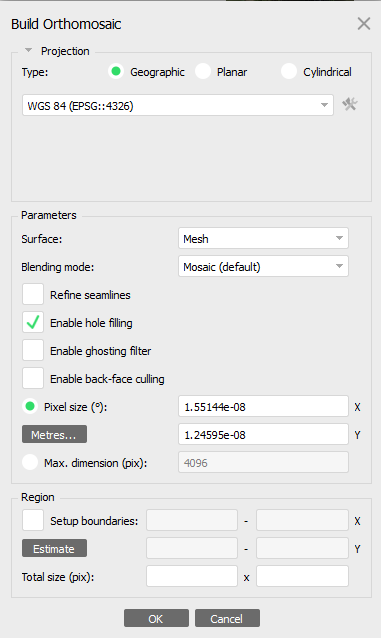 Build Orthomosaic
Projection
Type: Geographic Planar Cylindrical
WGS 84 (EPSG::4326)
Parameters
Surface: Mesh
Blending mode: Mosaic (default)
Refine seamlines
Enable hole filling
Enable ghosting filter
Enable back-face culling
Pixel size (°): 1.55144e-08 X
Metres... 1.24595e-08 Y
Max. dimension (pix): 4096
Region
Setup boundaries: - X
Estimate - Y
Total size (pix): x
OK Cancel